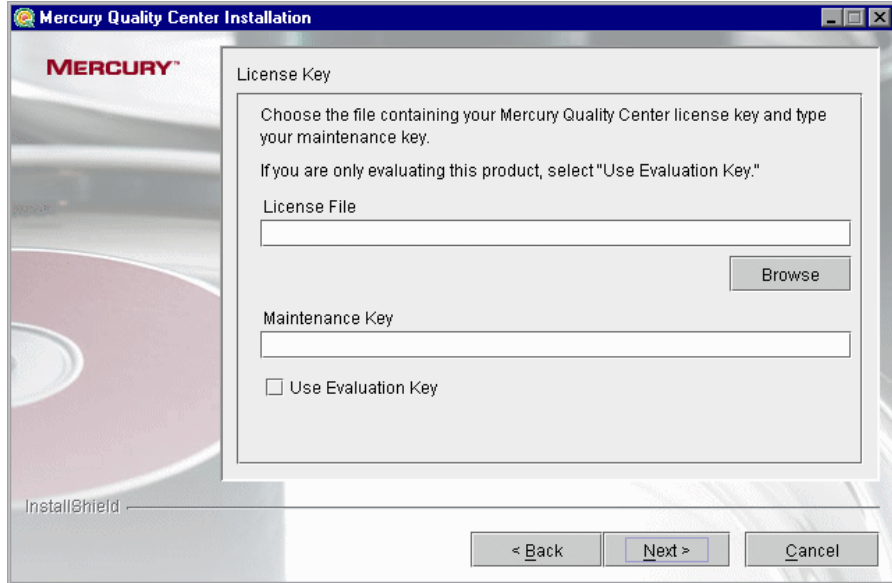 Mercury Quality Center Installation
MERCURY™
License Key
Choose the file containing your Mercury Quality Center license key and type
your maintenance key.
If you are only evaluating this product, select "Use Evaluation Key."
License File
Browse
Maintenance Key
Use Evaluation Key
InstallShield
< Back
Next >
Cancel